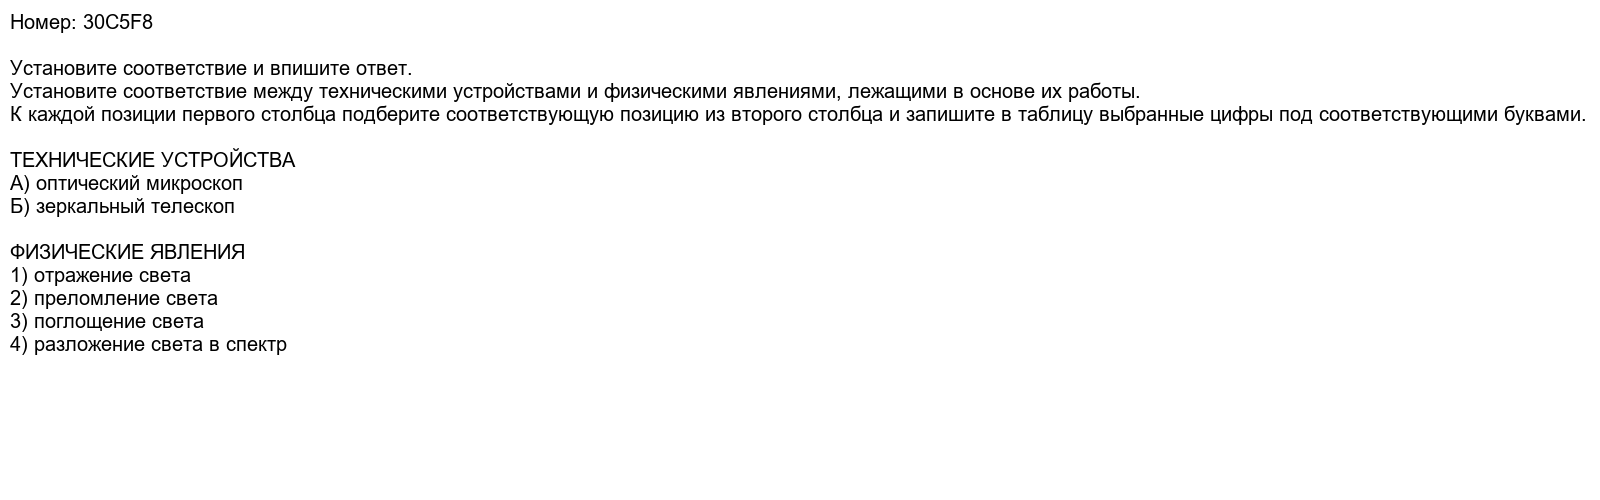 Номер: 30C5F8
Установите соответствие и впишите ответ.
Установите соответствие между техническими устройствами и физическими явлениями, лежащими в основе их работы.
К каждой позиции первого столбца подберите соответствующую позицию из второго столбца и запишите в таблицу выбранные цифры под соответствующими буквами.
ТЕХНИЧЕСКИЕ УСТРОЙСТВА
А) оптический микроскоп
Б) зеркальный телескоп
ФИЗИЧЕСКИЕ ЯВЛЕНИЯ
1) отражение света
2) преломление света
3) поглощение света
4) разложение света в спектр